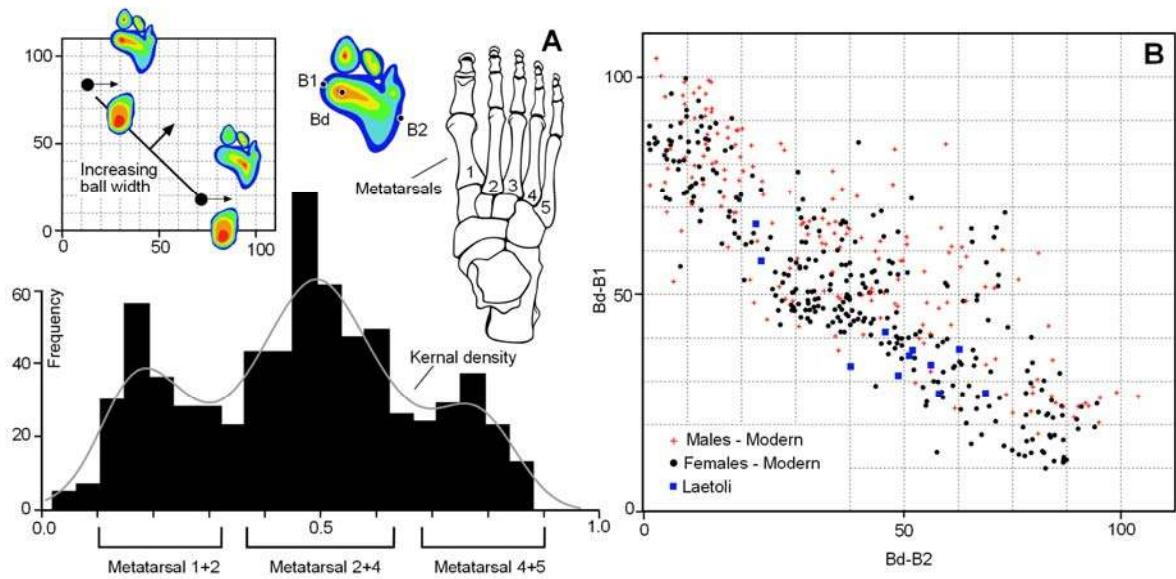 A
100
50
0
0
50
100
Increasing
ball width
B1
Bd
B2
Metatarsals
1
2
3
4
5
60
40
20
0
Frequency
Kernal density
0.0
0.5
1.0
Metatarsal 1+2
Metatarsal 2+4
Metatarsal 4+5
B
100
50
0
Bd-B1
Males - Modern
Females - Modern
Laetoli
0
50
100
Bd-B2